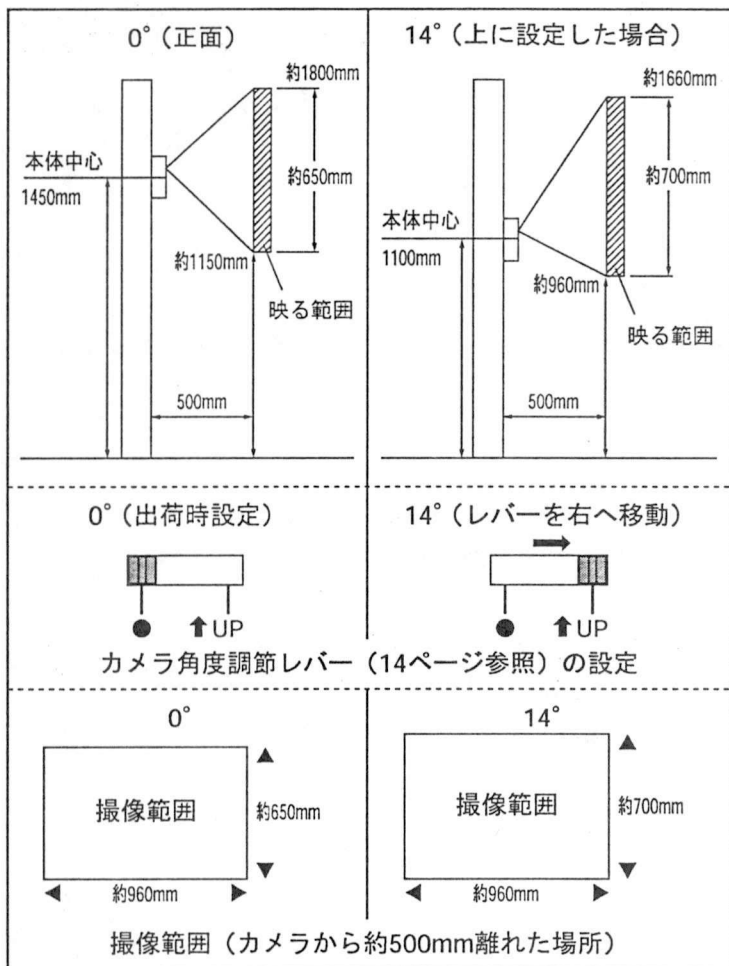 0°（正面）
約1800mm
本体中心
1450mm
約650mm
約1150mm
映る範囲
500mm
14°（上に設定した場合）
約1660mm
約700mm
本体中心
1100mm
約960mm
映る範囲
500mm
0°（出荷時設定）
● ⬆UP
14°（レバーを右へ移動）
➡
● ⬆UP
カメラ角度調節レバー（14ページ参照）の設定
0°
撮像範囲
約650mm
約960mm
14°
撮像範囲
約700mm
約960mm
撮像範囲（カメラから約500mm離れた場所）